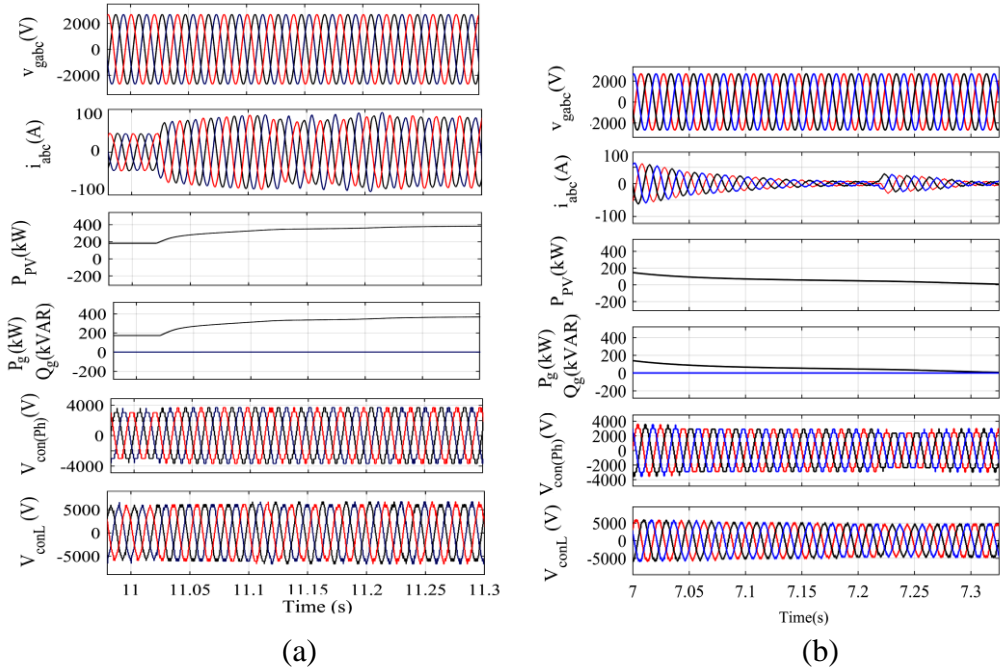 v_gabc(V)
2000
0
-2000
i_abc(A)
100
0
-100
P_PV(kW)
400
200
0
-200
P_g(kW)
Q_g(kVAR)
400
200
0
-200
V_con(Ph)(V)
4000
0
-4000
V_conL (V)
5000
0
-5000
11 11.05 11.1 11.15 11.2 11.25 11.3
Time (s)
(a)
v_gabc(V)
2000
0
-2000
i_abc(A)
100
0
-100
P_PV(kW)
400
200
0
-200
P_g(kW)
Q_g(kVAR)
400
200
0
-200
V_con(Ph)(V)
4000
2000
0
-2000
-4000
V_conL (V)
5000
0
-5000
7 7.05 7.1 7.15 7.2 7.25 7.3
Time(s)
(b)